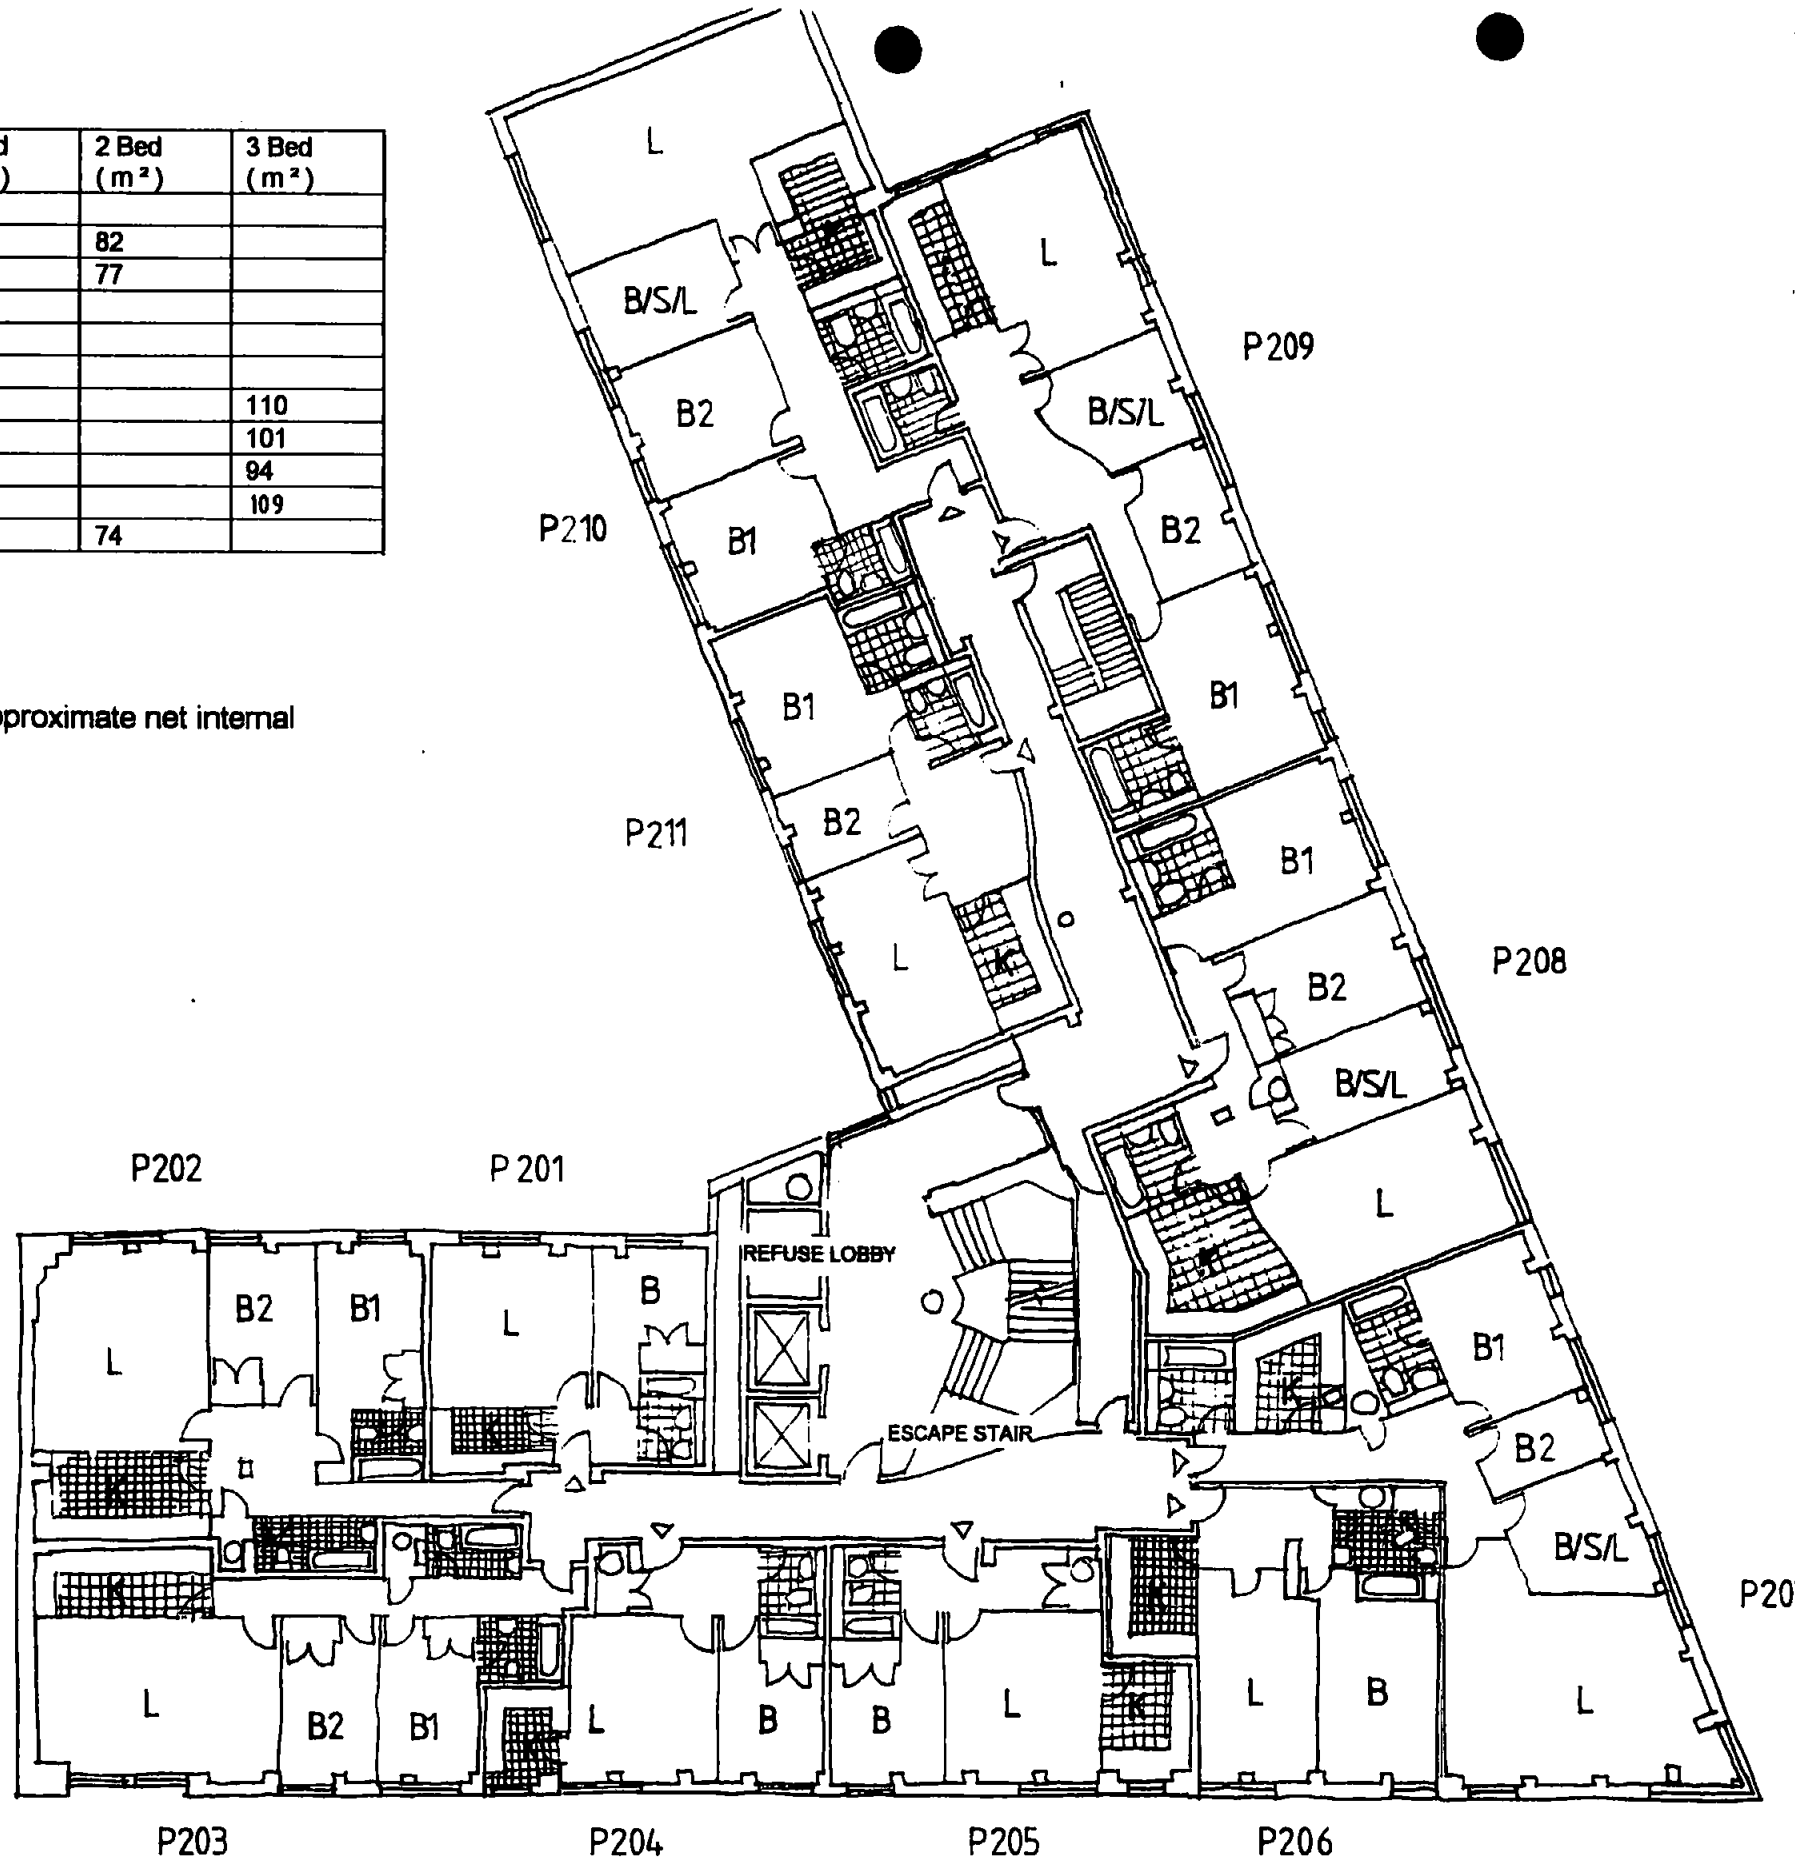 d 2 Bed 3 Bed
) (m²) (m²)
82
77
110
101
94
109
74
pproximate net internal
L
L
B/S/L
P209
B2
B/S/L
P210
B1
B2
B1
B1
P211
B2
B1
L
K
P208
B2
B/S/L
P202
P201
L
K
REFUSE LOBBY
B2
B1
B
L
L
B1
K
K
ESCAPE STAIR
B2
K
B/S/L
K
K
P20
L
B2
B1
L
B
B
L
K
L
B
L
P203
P204
P205
P206